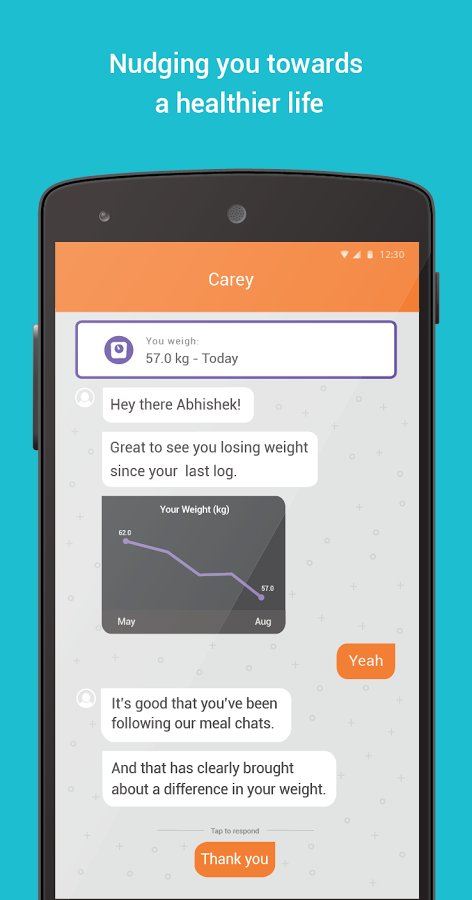 Nudging you towards
a healthier life
12:30
Carey
You weigh:
57.0 kg - Today
Hey there Abhishek!
Great to see you losing weight
since your last log.
Your Weight (kg)
62.0
57.0
May
Aug
Yeah
It's good that you've been
following our meal chats.
And that has clearly brought
about a difference in your weight.
Tap to respond
Thank you